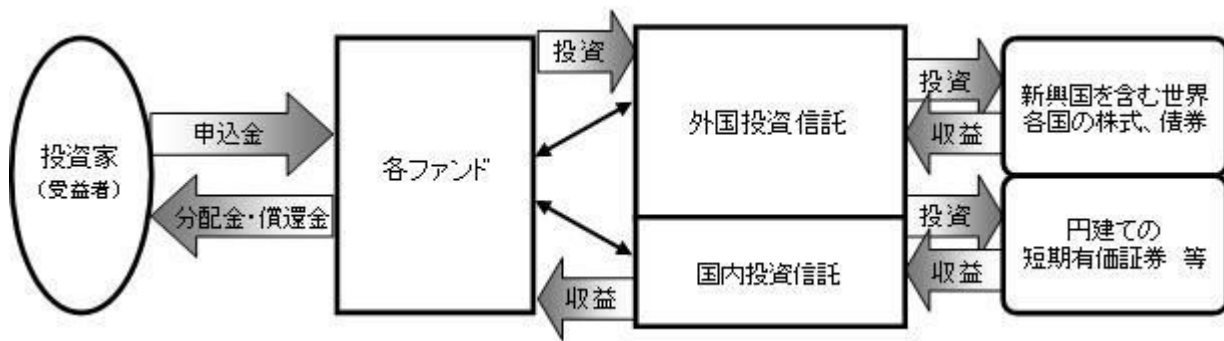 投資家
(受益者)
申込金
分配金・償還金
各ファンド
投資
収益
外国投資信託
国内投資信託
投資
収益
新興国を含む世界
各国の株式、債券
投資
収益
円建ての
短期有価証券 等